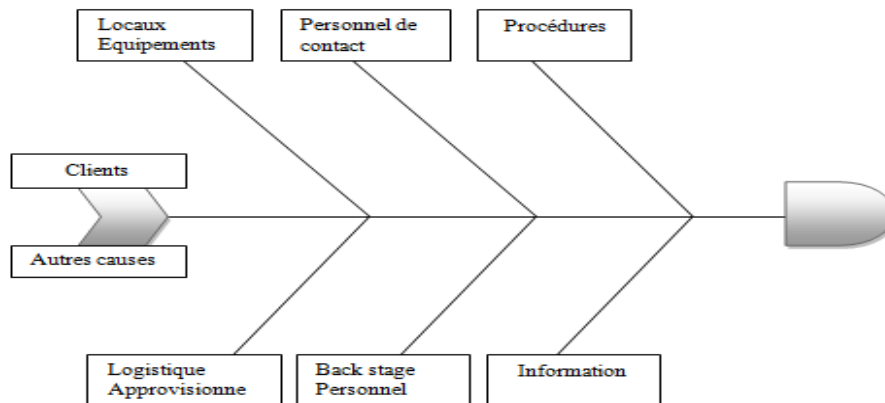 Locaux
Equipements
Personnel de
contact
Procédures
Clients
Autres causes
Logistique
Approvisionne
Back stage
Personnel
Information